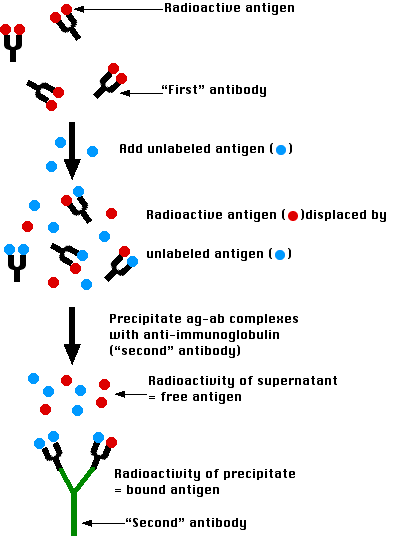 Radioactive antigen
“First” antibody
Add unlabeled antigen ( )
Radioactive antigen ( )displaced by
unlabeled antigen ( )
Precipitate ag-ab complexes
with anti-immunoglobulin
(“second” antibody)
Radioactivity of supernatant
= free antigen
Radioactivity of precipitate
= bound antigen
“Second” antibody